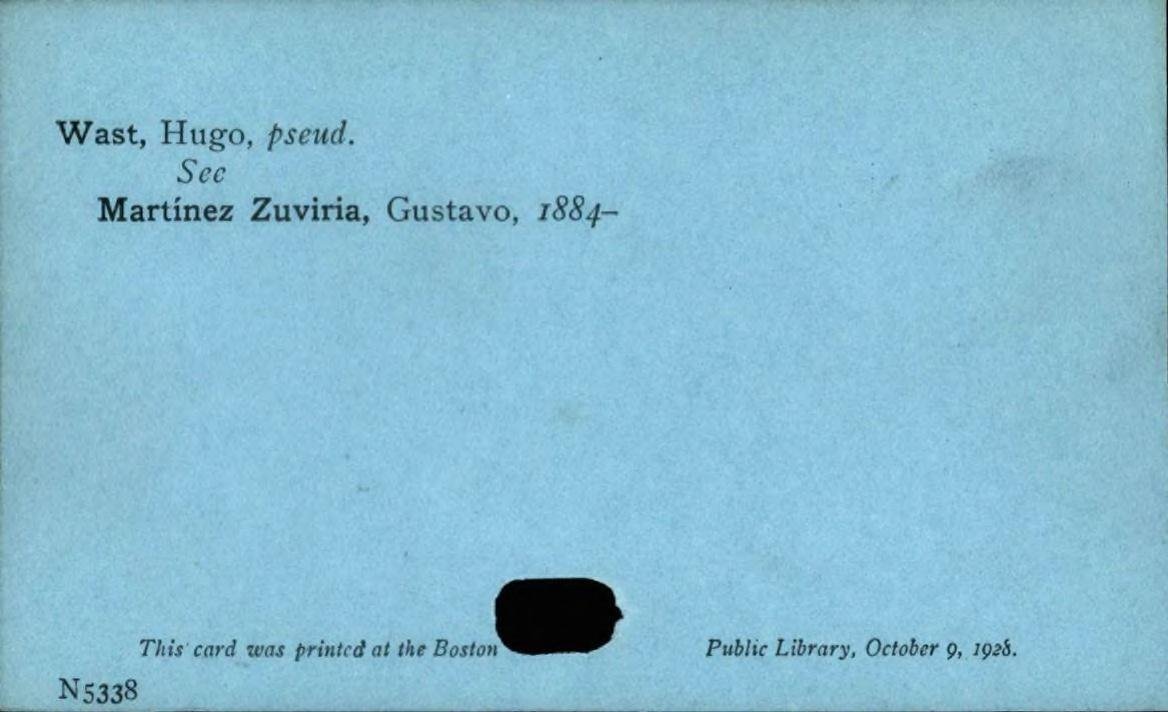 Wast, Hugo, pseud.
See
Martínez Zuviria, Gustavo, 1884–
This card was printed at the Boston Public Library, October 9, 1928.
N5338